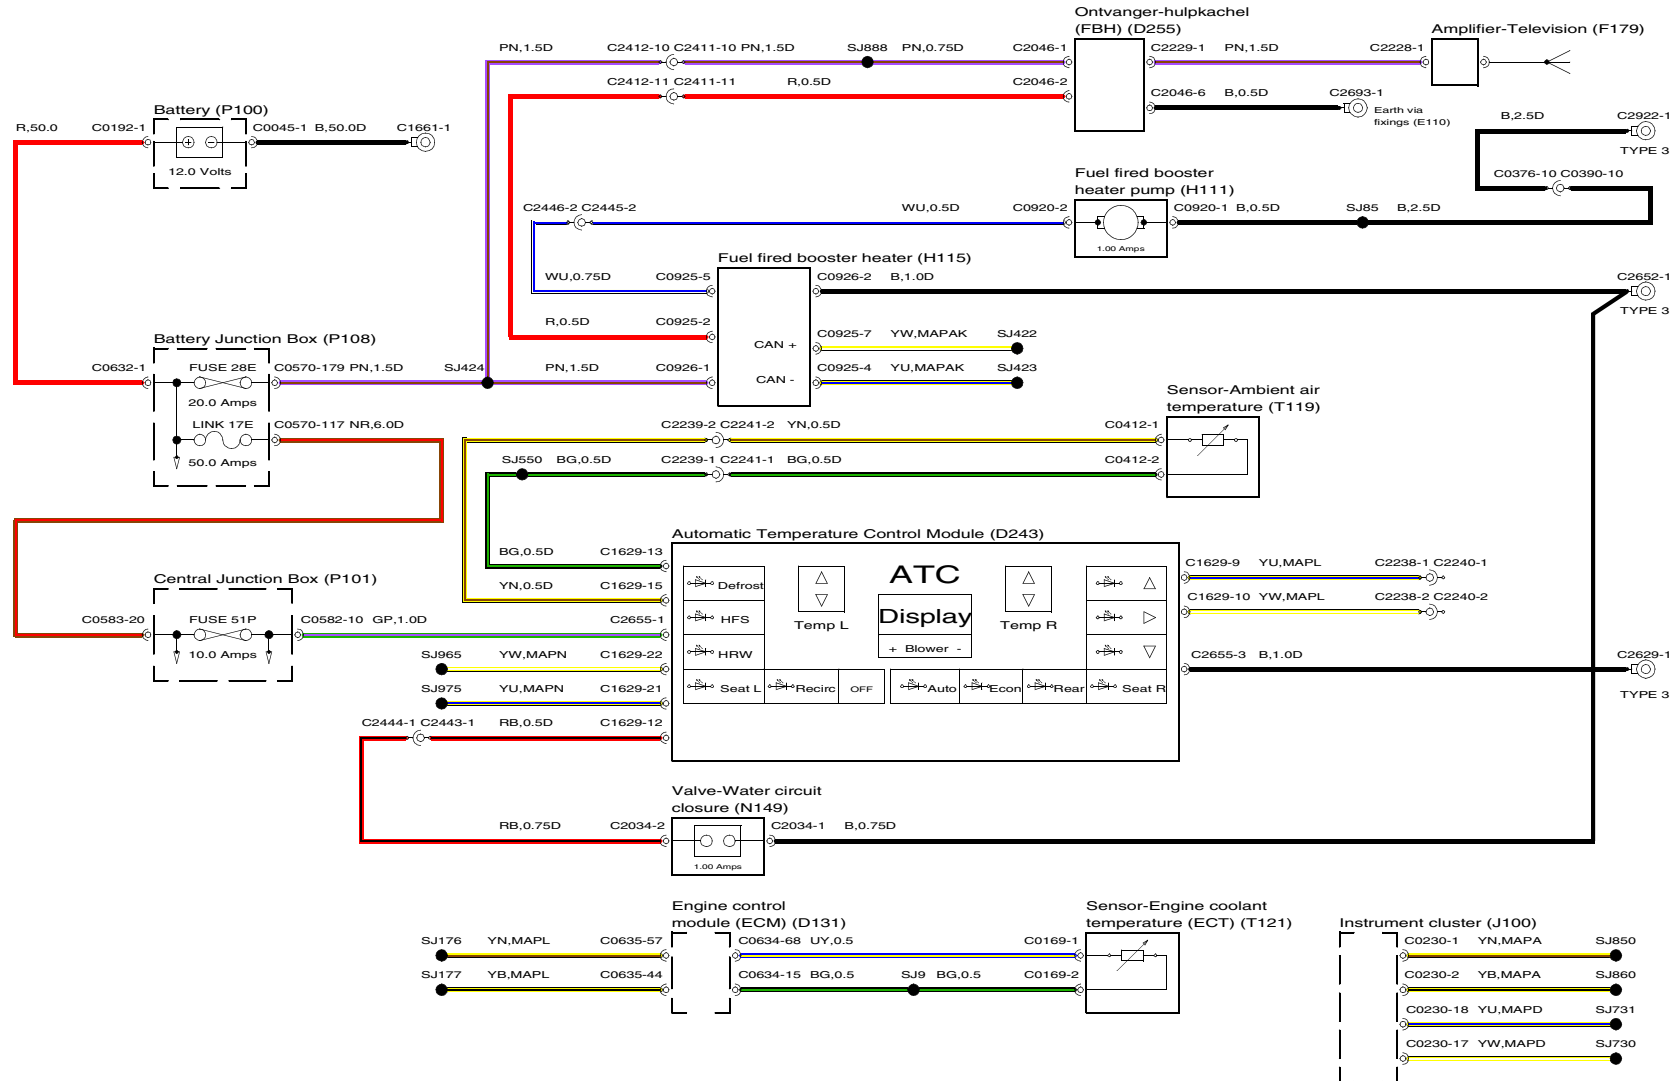 Ontvanger-hulpkachel
(FBH) (D255)
Amplifier-Television (F179)
PN,1.5D C2412-10 C2411-10 PN,1.5D SJ888 PN,0.75D C2046-1 C2229-1 PN,1.5D C2228-1
C2412-11 C2411-11 R,0.5D C2046-2
C2046-6 B,0.5D C2693-1
Earth via
fixings (E110)
Battery (P100)
R,50.0 C0192-1 C0045-1 B,50.0D C1661-1
12.0 Volts
B,2.5D C2922-1
TYPE 3
C0376-10 C0390-10
Fuel fired booster
heater pump (H111)
C2446-2 C2445-2 WU,0.5D C0920-2 C0920-1 B,0.5D SJ85 B,2.5D
1.00 Amps
Fuel fired booster heater (H115)
WU,0.75D C0925-5 C0926-2 B,1.0D C2652-1
TYPE 3
R,0.5D C0925-2 C0925-7 YW,MAPAK SJ422
CAN +
Battery Junction Box (P108)
C0632-1 FUSE 28E C0570-179 PN,1.5D SJ424 PN,1.5D C0926-1 CAN - C0925-4 YU,MAPAK SJ423
20.0 Amps
Sensor-Ambient air
temperature (T119)
LINK 17E C0570-117 NR,6.0D C2239-2 C2241-2 YN,0.5D C0412-1
50.0 Amps
SJ550 BG,0.5D C2239-1 C2241-1 BG,0.5D C0412-2
Automatic Temperature Control Module (D243)
BG,0.5D C1629-13
YN,0.5D C1629-15
Defrost
ATC
C1629-9 YU,MAPL C2238-1 C2240-1
C1629-10 YW,MAPL C2238-2 C2240-2
Central Junction Box (P101)
C0583-20 FUSE 51P C0582-10 GP,1.0D C2655-1
10.0 Amps
HFS Temp L Display Temp R
SJ965 YW,MAPN C1629-22
HRW + Blower -
C2655-3 B,1.0D C2629-1
TYPE 3
SJ975 YU,MAPN C1629-21
Seat L Recirc OFF Auto Econ Rear Seat R
C2444-1 C2443-1 RB,0.5D C1629-12
Valve-Water circuit
closure (N149)
RB,0.75D C2034-2 C2034-1 B,0.75D
1.00 Amps
Engine control
module (ECM) (D131)
Sensor-Engine coolant
temperature (ECT) (T121)
Instrument cluster (J100)
SJ176 YN,MAPL C0635-57 C0634-68 UY,0.5 C0169-1 C0230-1 YN,MAPA SJ850
SJ177 YB,MAPL C0635-44 C0634-15 BG,0.5 SJ9 BG,0.5 C0169-2 C0230-2 YB,MAPA SJ860
C0230-18 YU,MAPD SJ731
C0230-17 YW,MAPD SJ730